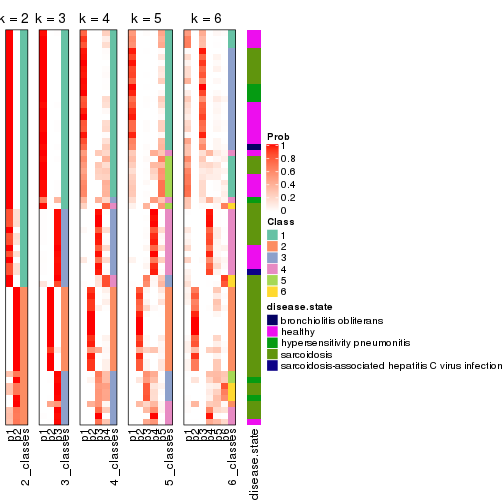 k = 2 k = 3 k = 4 k = 5 k = 6
Prob
1
0.8
0.6
0.4
0.2
0
Class
1
2
3
4
5
6
disease.state
bronchiolitis obliterans
healthy
hypersensitivity pneumonitis
sarcoidosis
sarcoidosis-associated hepatitis C virus infection
p1 p2 2_classes p1 p2 p3 3_classes p1 p2 p3 p4 4_classes p1 p2 p3 p4 p5 5_classes p1 p2 p3 p4 p5 p6 6_classes disease.state